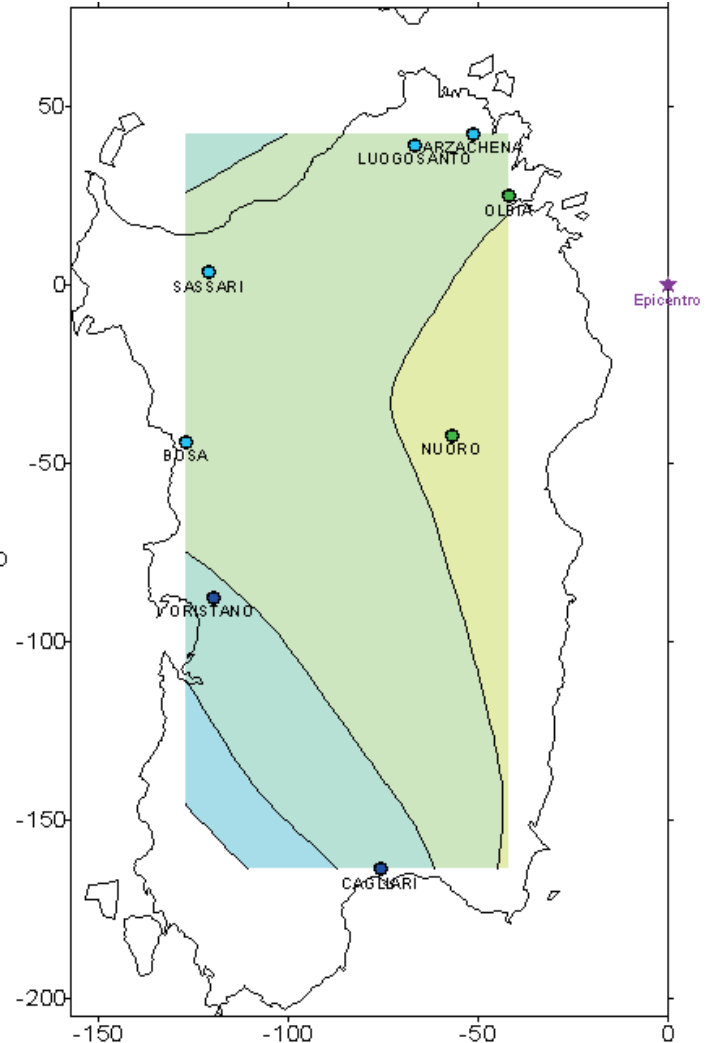 50
LUOGOSANTO
ARZACHENA
OLBIA
SASSARI
0
Epicentro
NUORO
BOSA
-50
ORISTANO
-100
-150
CAGLIARI
-200
-150
-100
-50
0